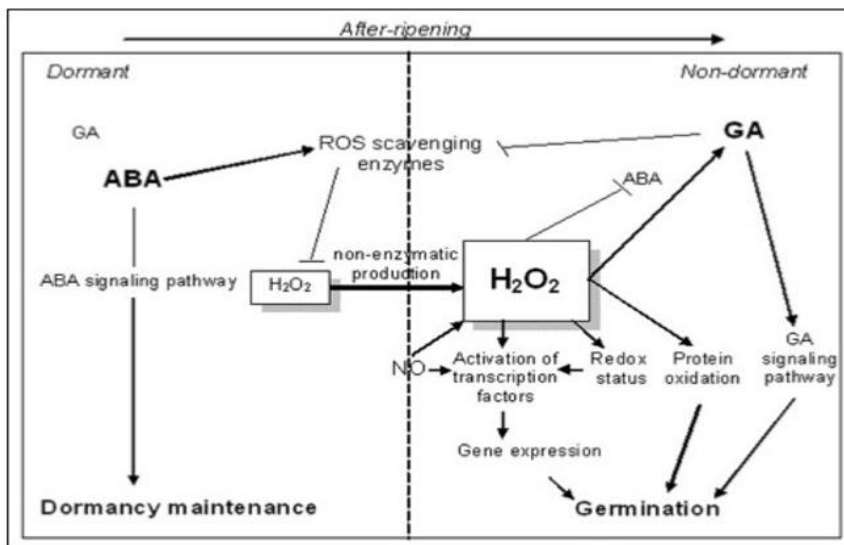 After-ripening
Dormant
Non-dormant
GA
ABA
ROS scavenging
enzymes
GA
ABA
ABA signaling pathway
H₂O₂
non-enzymatic
production
H₂O₂
NO
Activation of
transcription
factors
Redox
status
Protein
oxidation
GA
signaling
pathway
Gene expression
Dormancy maintenance
Germination